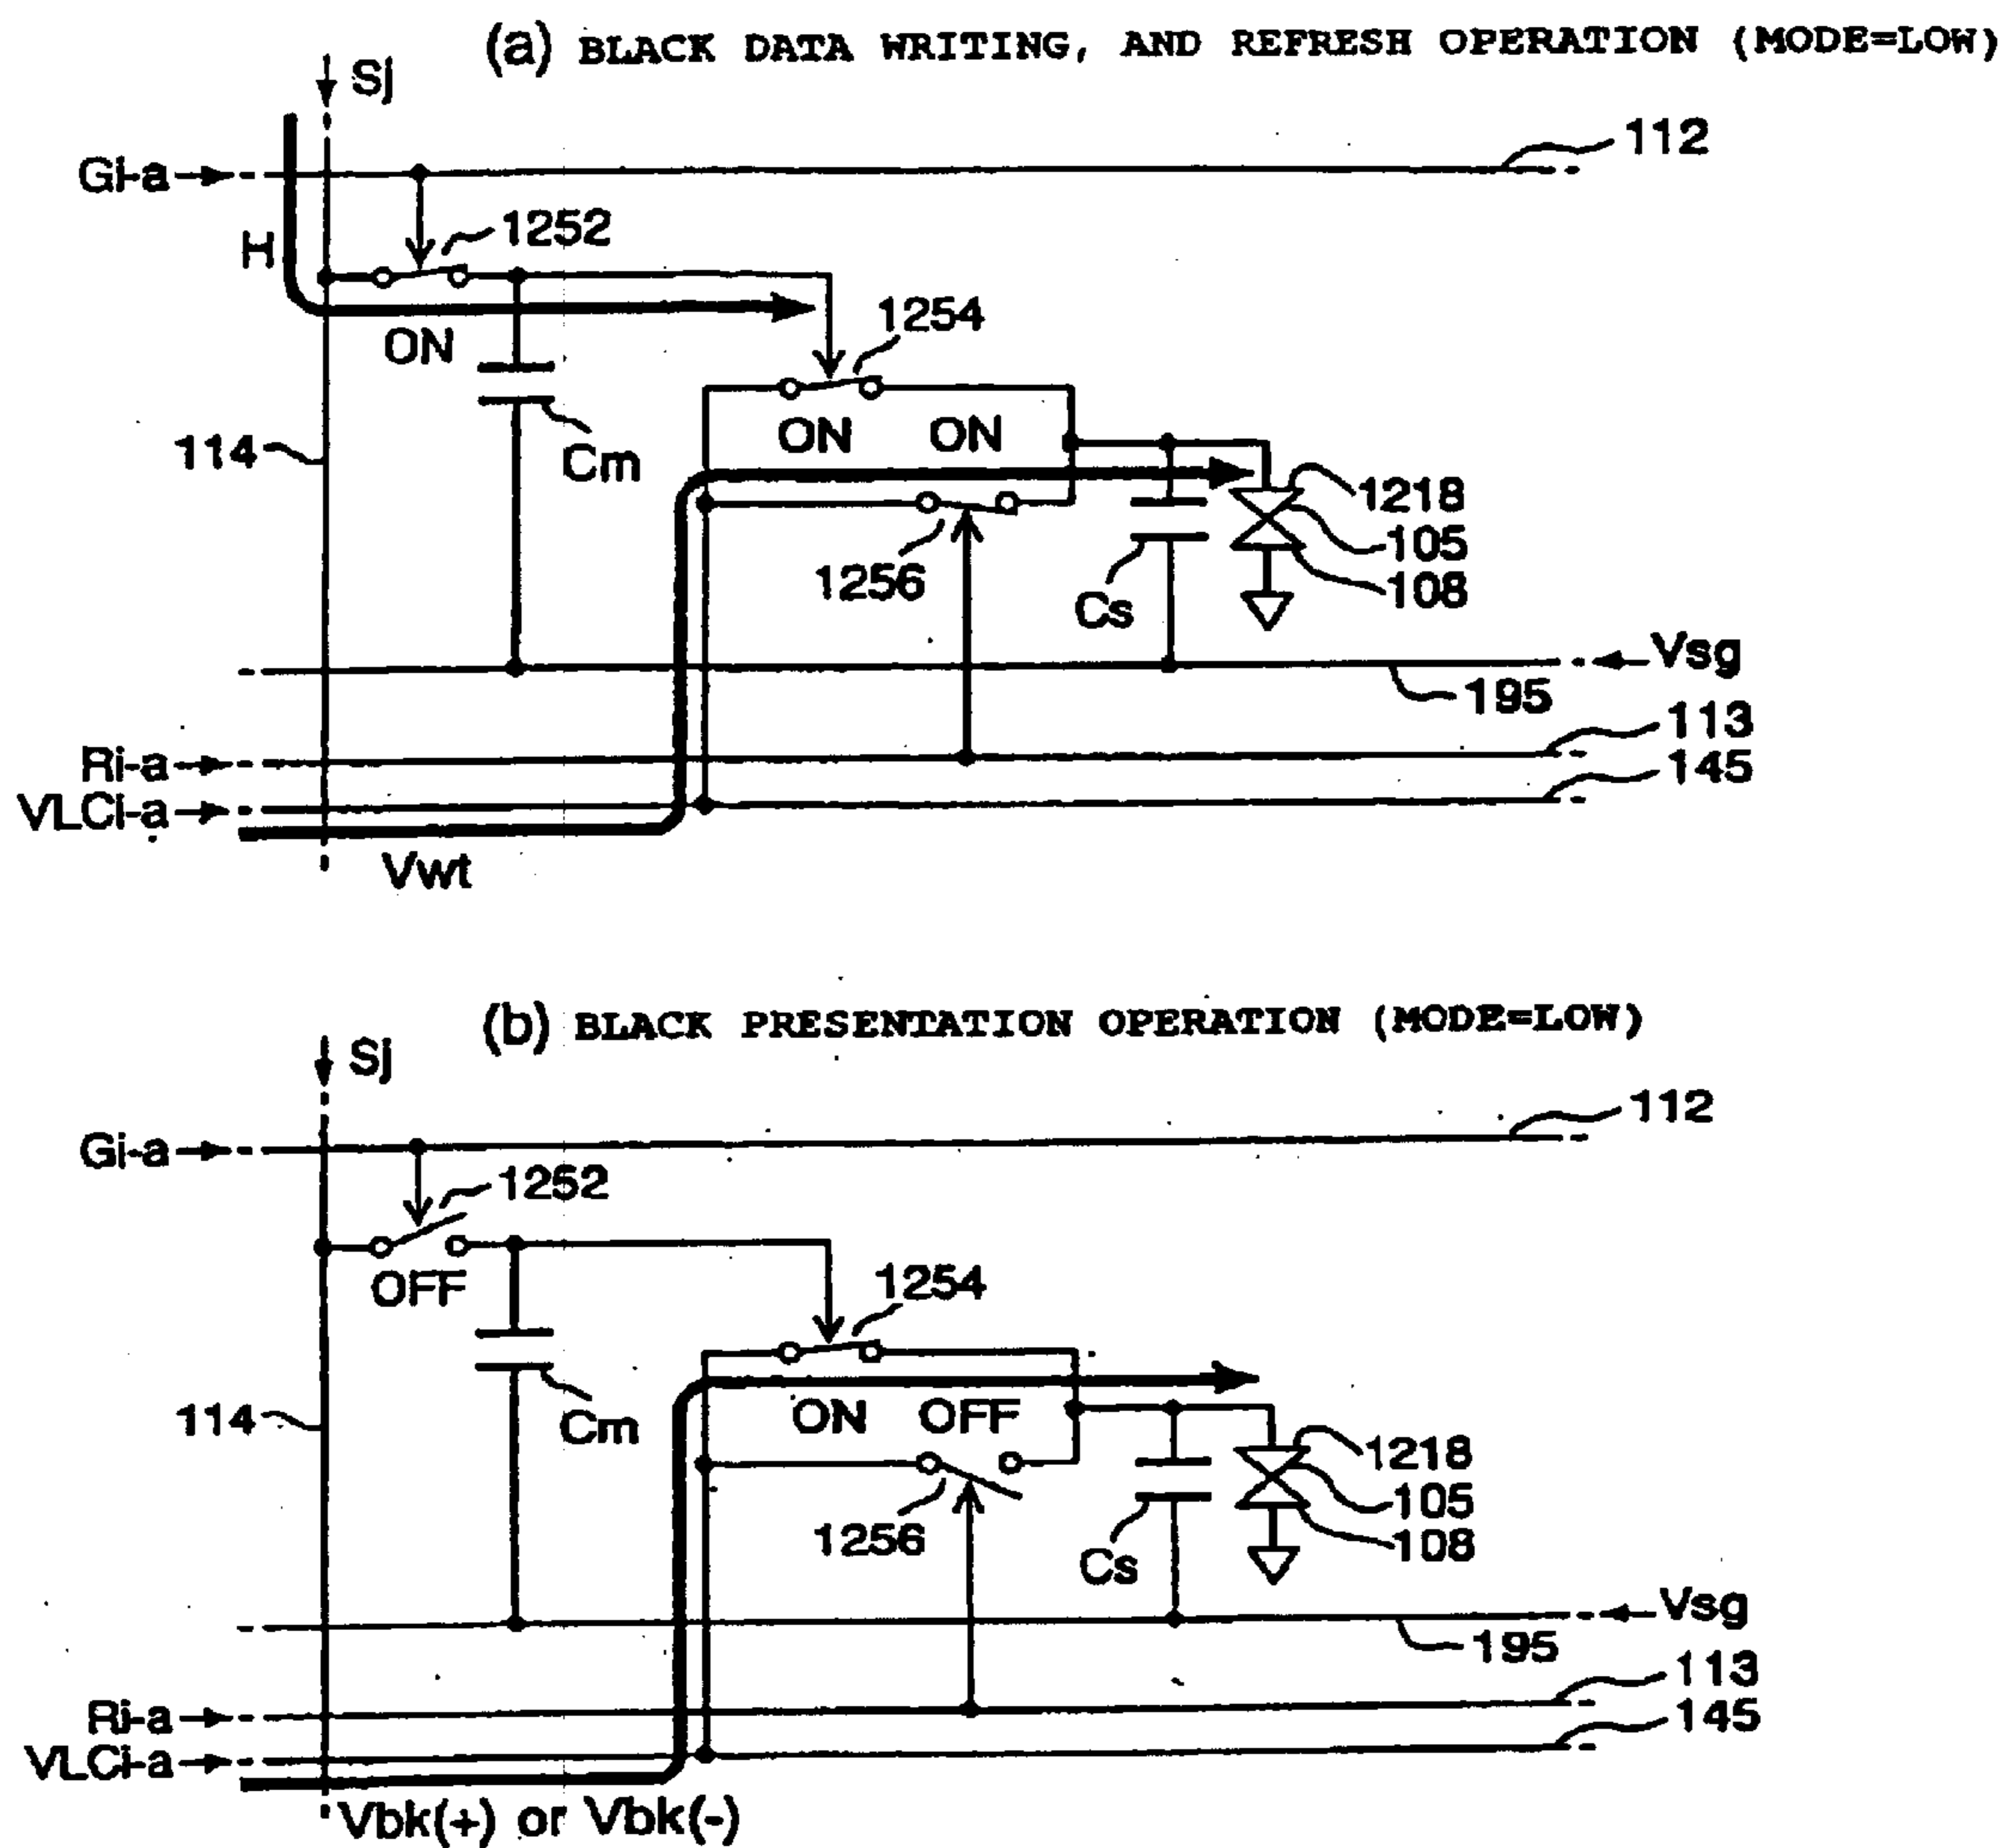 (a) BLACK DATA WRITING, AND REFRESH OPERATION (MODE=LOW)
Sj
112
Gi-a
H
1252
1254
ON
ON ON
114
Cm
1218
105
1256
108
Cs
Vsg
195
113
Ri-a
145
VLCi-a
Vwt
(b) BLACK PRESENTATION OPERATION (MODE=LOW)
Sj
112
Gi-a
1252
1254
OFF
ON OFF
114
Cm
1218
105
1256
108
Cs
Vsg
195
113
Ri-a
145
VLCi-a
Vbk(+) or Vbk(-)